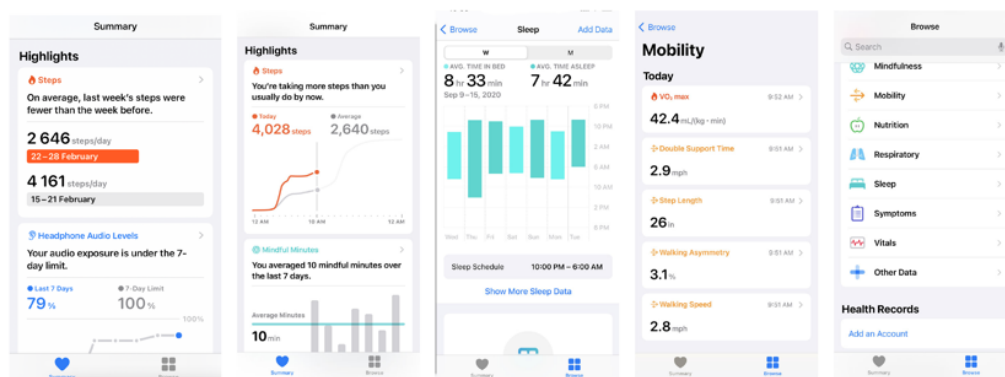 Summary
Highlights
Steps
On average, last week's steps were
fewer than the week before.
2 646 steps/day
22–28 February
4 161 steps/day
15–21 February
Headphone Audio Levels
Your audio exposure is under the 7-
day limit.
Last 7 Days
7-Day Limit
79 %
100 %
100%
Summary
Browse
Summary
Highlights
Steps
You're taking more steps than you
usually do by now.
Today
Average
4,028 steps
2,640 steps
12 AM
10 AM
12 AM
Mindful Minutes
You averaged 10 mindful minutes over
the last 7 days.
Average Minutes
10 min
Summary
Browse
Browse
Sleep
Add Data
W
M
AVG. TIME IN BED
AVG. TIME ASLEEP
8 hr 33 min
7 hr 42 min
Sep 9–15, 2020
6 PM
10 PM
2 AM
6 AM
10 AM
2 PM
6 PM
Wed Thu Fri Sat Sun Mon Tue
Sleep Schedule
10:00 PM – 6:00 AM
Show More Sleep Data
Summary
Browse
Browse
Mobility
Today
VO₂ max
9:52 AM
42.4 mL/(kg · min)
Double Support Time
9:51 AM
2.9 mph
Step Length
9:51 AM
26 in
Walking Asymmetry
9:51 AM
3.1 %
Walking Speed
9:51 AM
2.8 mph
Summary
Browse
Browse
Search
Mindfulness
Mobility
Nutrition
Respiratory
Sleep
Symptoms
Vitals
Other Data
Health Records
Add an Account
Summary
Browse